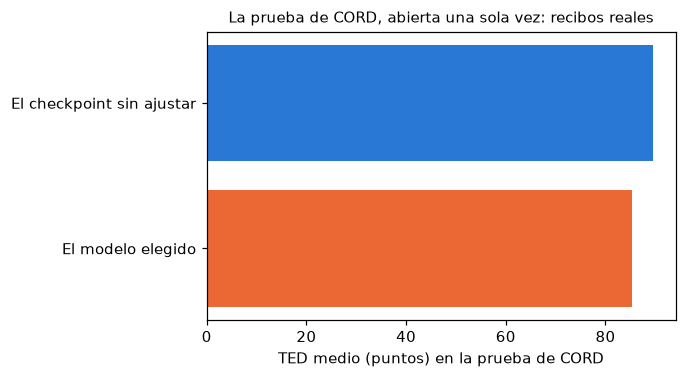 La prueba de CORD, abierta una sola vez: recibos reales
El checkpoint sin ajustar
El modelo elegido
0 20 40 60 80
TED medio (puntos) en la prueba de CORD